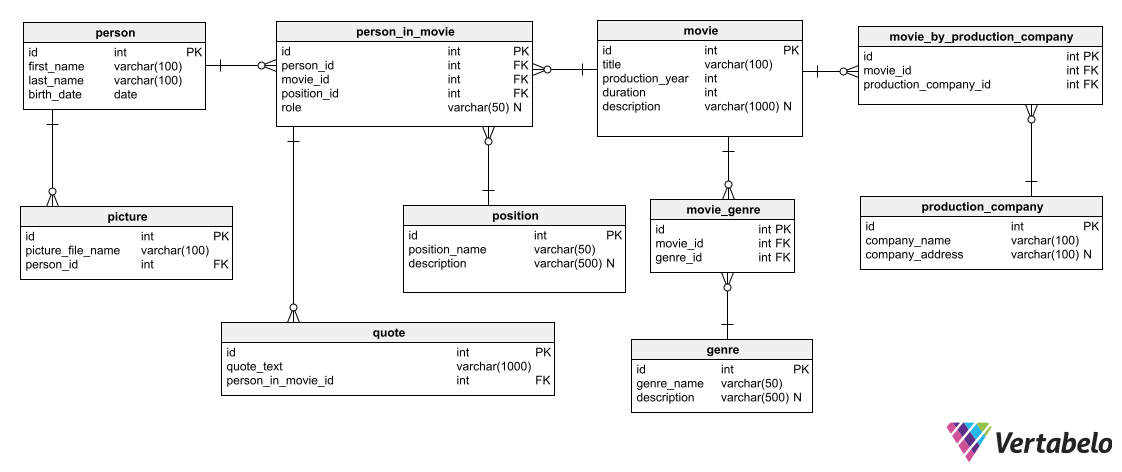 person
id int PK
first_name varchar(100)
last_name varchar(100)
birth_date date
person_in_movie
id int PK
person_id int FK
movie_id int FK
position_id int FK
role varchar(50) N
movie
id int PK
title varchar(100)
production_year int
duration int
description varchar(1000) N
movie_by_production_company
id int PK
movie_id int FK
production_company_id int FK
picture
id int PK
picture_file_name varchar(100)
person_id int FK
position
id int PK
position_name varchar(50)
description varchar(500) N
movie_genre
id int PK
movie_id int FK
genre_id int FK
production_company
id int PK
company_name varchar(100)
company_address varchar(100) N
quote
id int PK
quote_text varchar(1000)
person_in_movie_id int FK
genre
id int PK
genre_name varchar(50)
description varchar(500) N
Vertabelo